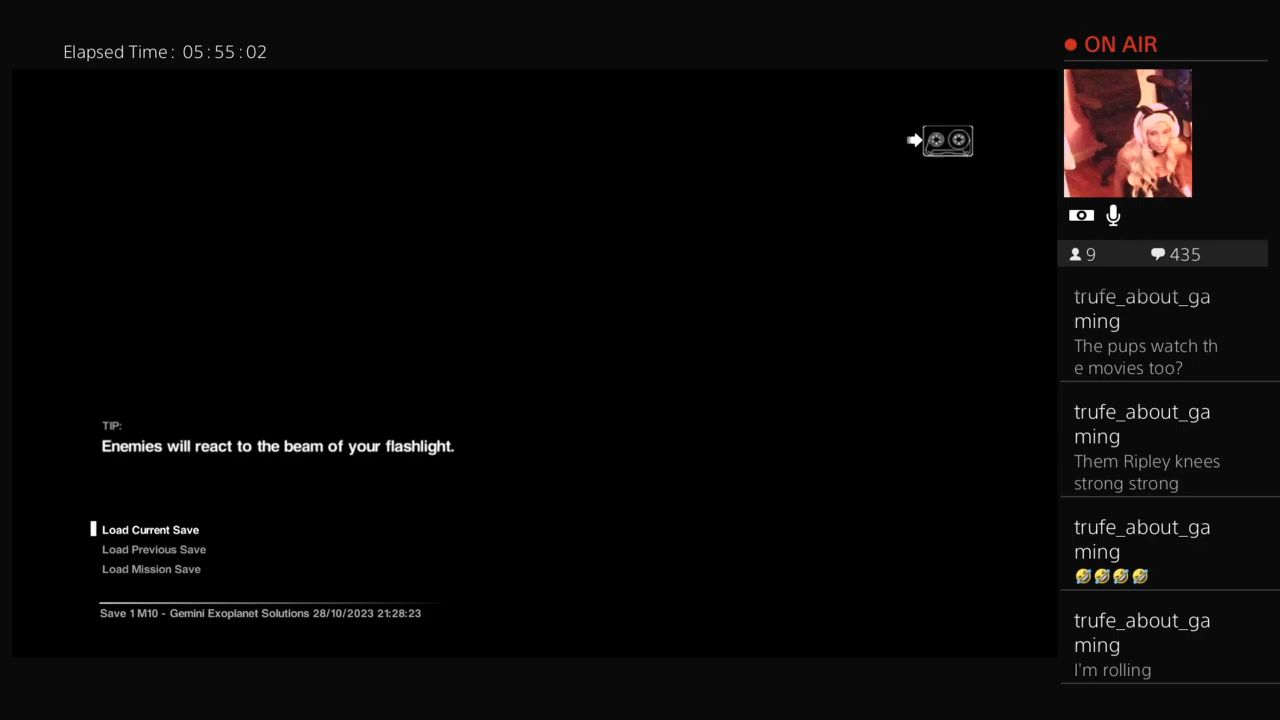 Elapsed Time: 05:55:02
ON AIR
9 435
trufe_about_ga
ming
The pups watch th
e movies too?
trufe_about_ga
ming
Them Ripley knees
strong strong
trufe_about_ga
ming
🤣🤣🤣🤣
trufe_about_ga
ming
I'm rolling
TIP:
Enemies will react to the beam of your flashlight.
Load Current Save
Load Previous Save
Load Mission Save
Save 1 M10 - Gemini Exoplanet Solutions 28/10/2023 21:28:23